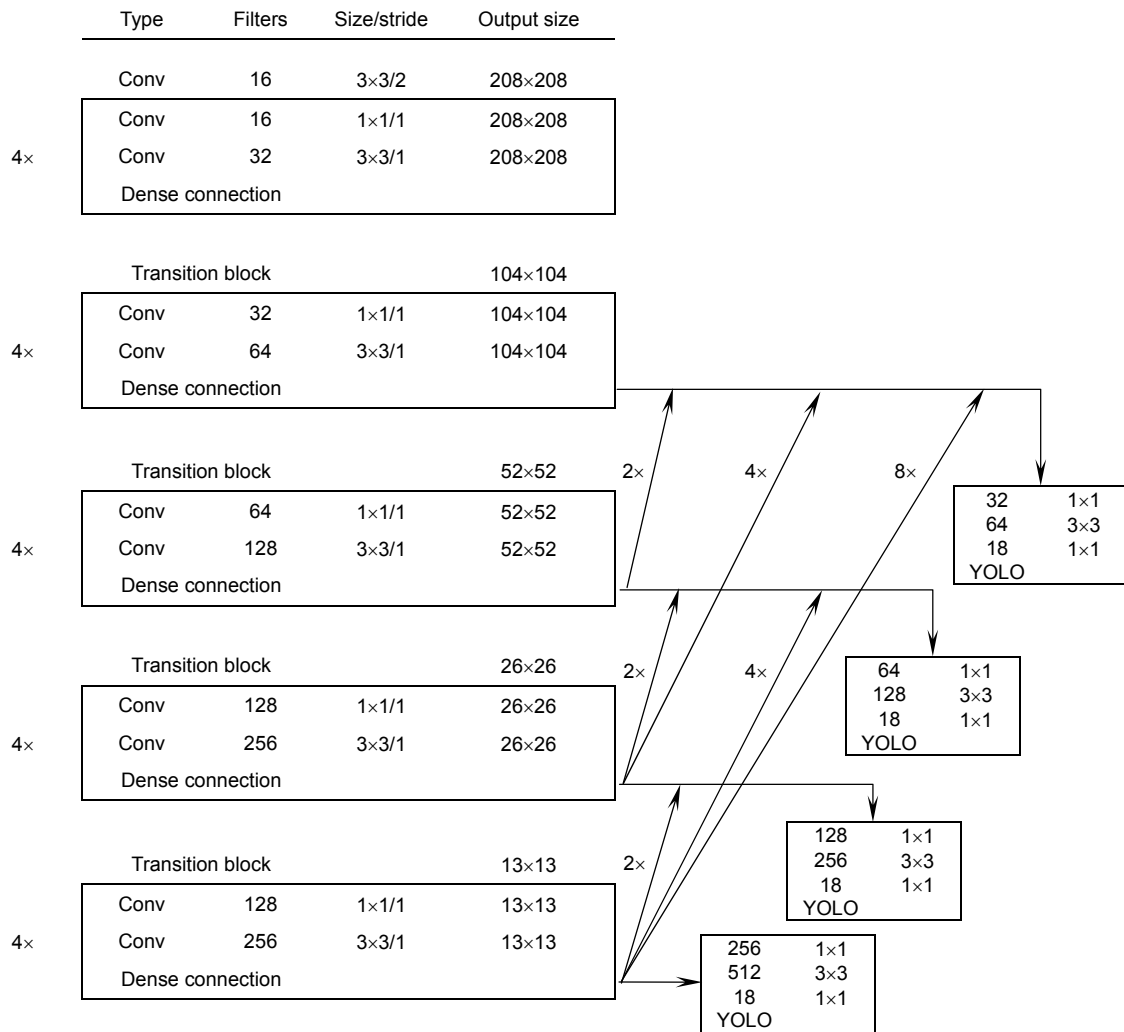 Type Filters Size/stride Output size
Conv 16 3×3/2 208×208
Conv 16 1×1/1 208×208
4× Conv 32 3×3/1 208×208
Dense connection
Transition block 104×104
Conv 32 1×1/1 104×104
4× Conv 64 3×3/1 104×104
Dense connection
Transition block 52×52 2× 4× 8×
Conv 64 1×1/1 52×52
4× Conv 128 3×3/1 52×52
Dense connection
32 1×1
64 3×3
18 1×1
YOLO
Transition block 26×26 2× 4×
Conv 128 1×1/1 26×26
4× Conv 256 3×3/1 26×26
Dense connection
64 1×1
128 3×3
18 1×1
YOLO
Transition block 13×13 2×
Conv 128 1×1/1 13×13
4× Conv 256 3×3/1 13×13
Dense connection
128 1×1
256 3×3
18 1×1
YOLO
256 1×1
512 3×3
18 1×1
YOLO